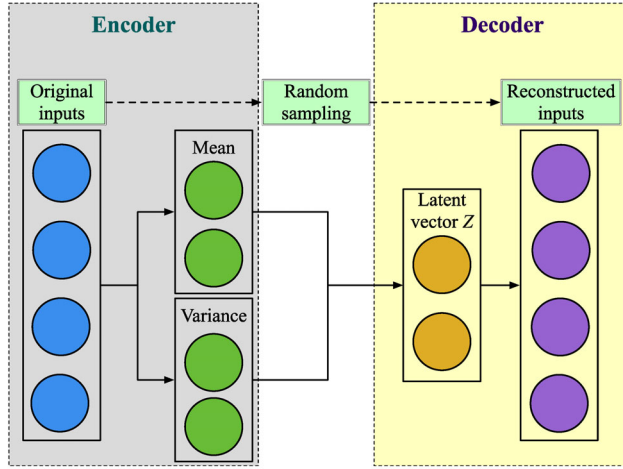 Encoder
Decoder
Original
inputs
Random
sampling
Reconstructed
inputs
Mean
Variance
Latent
vector Z